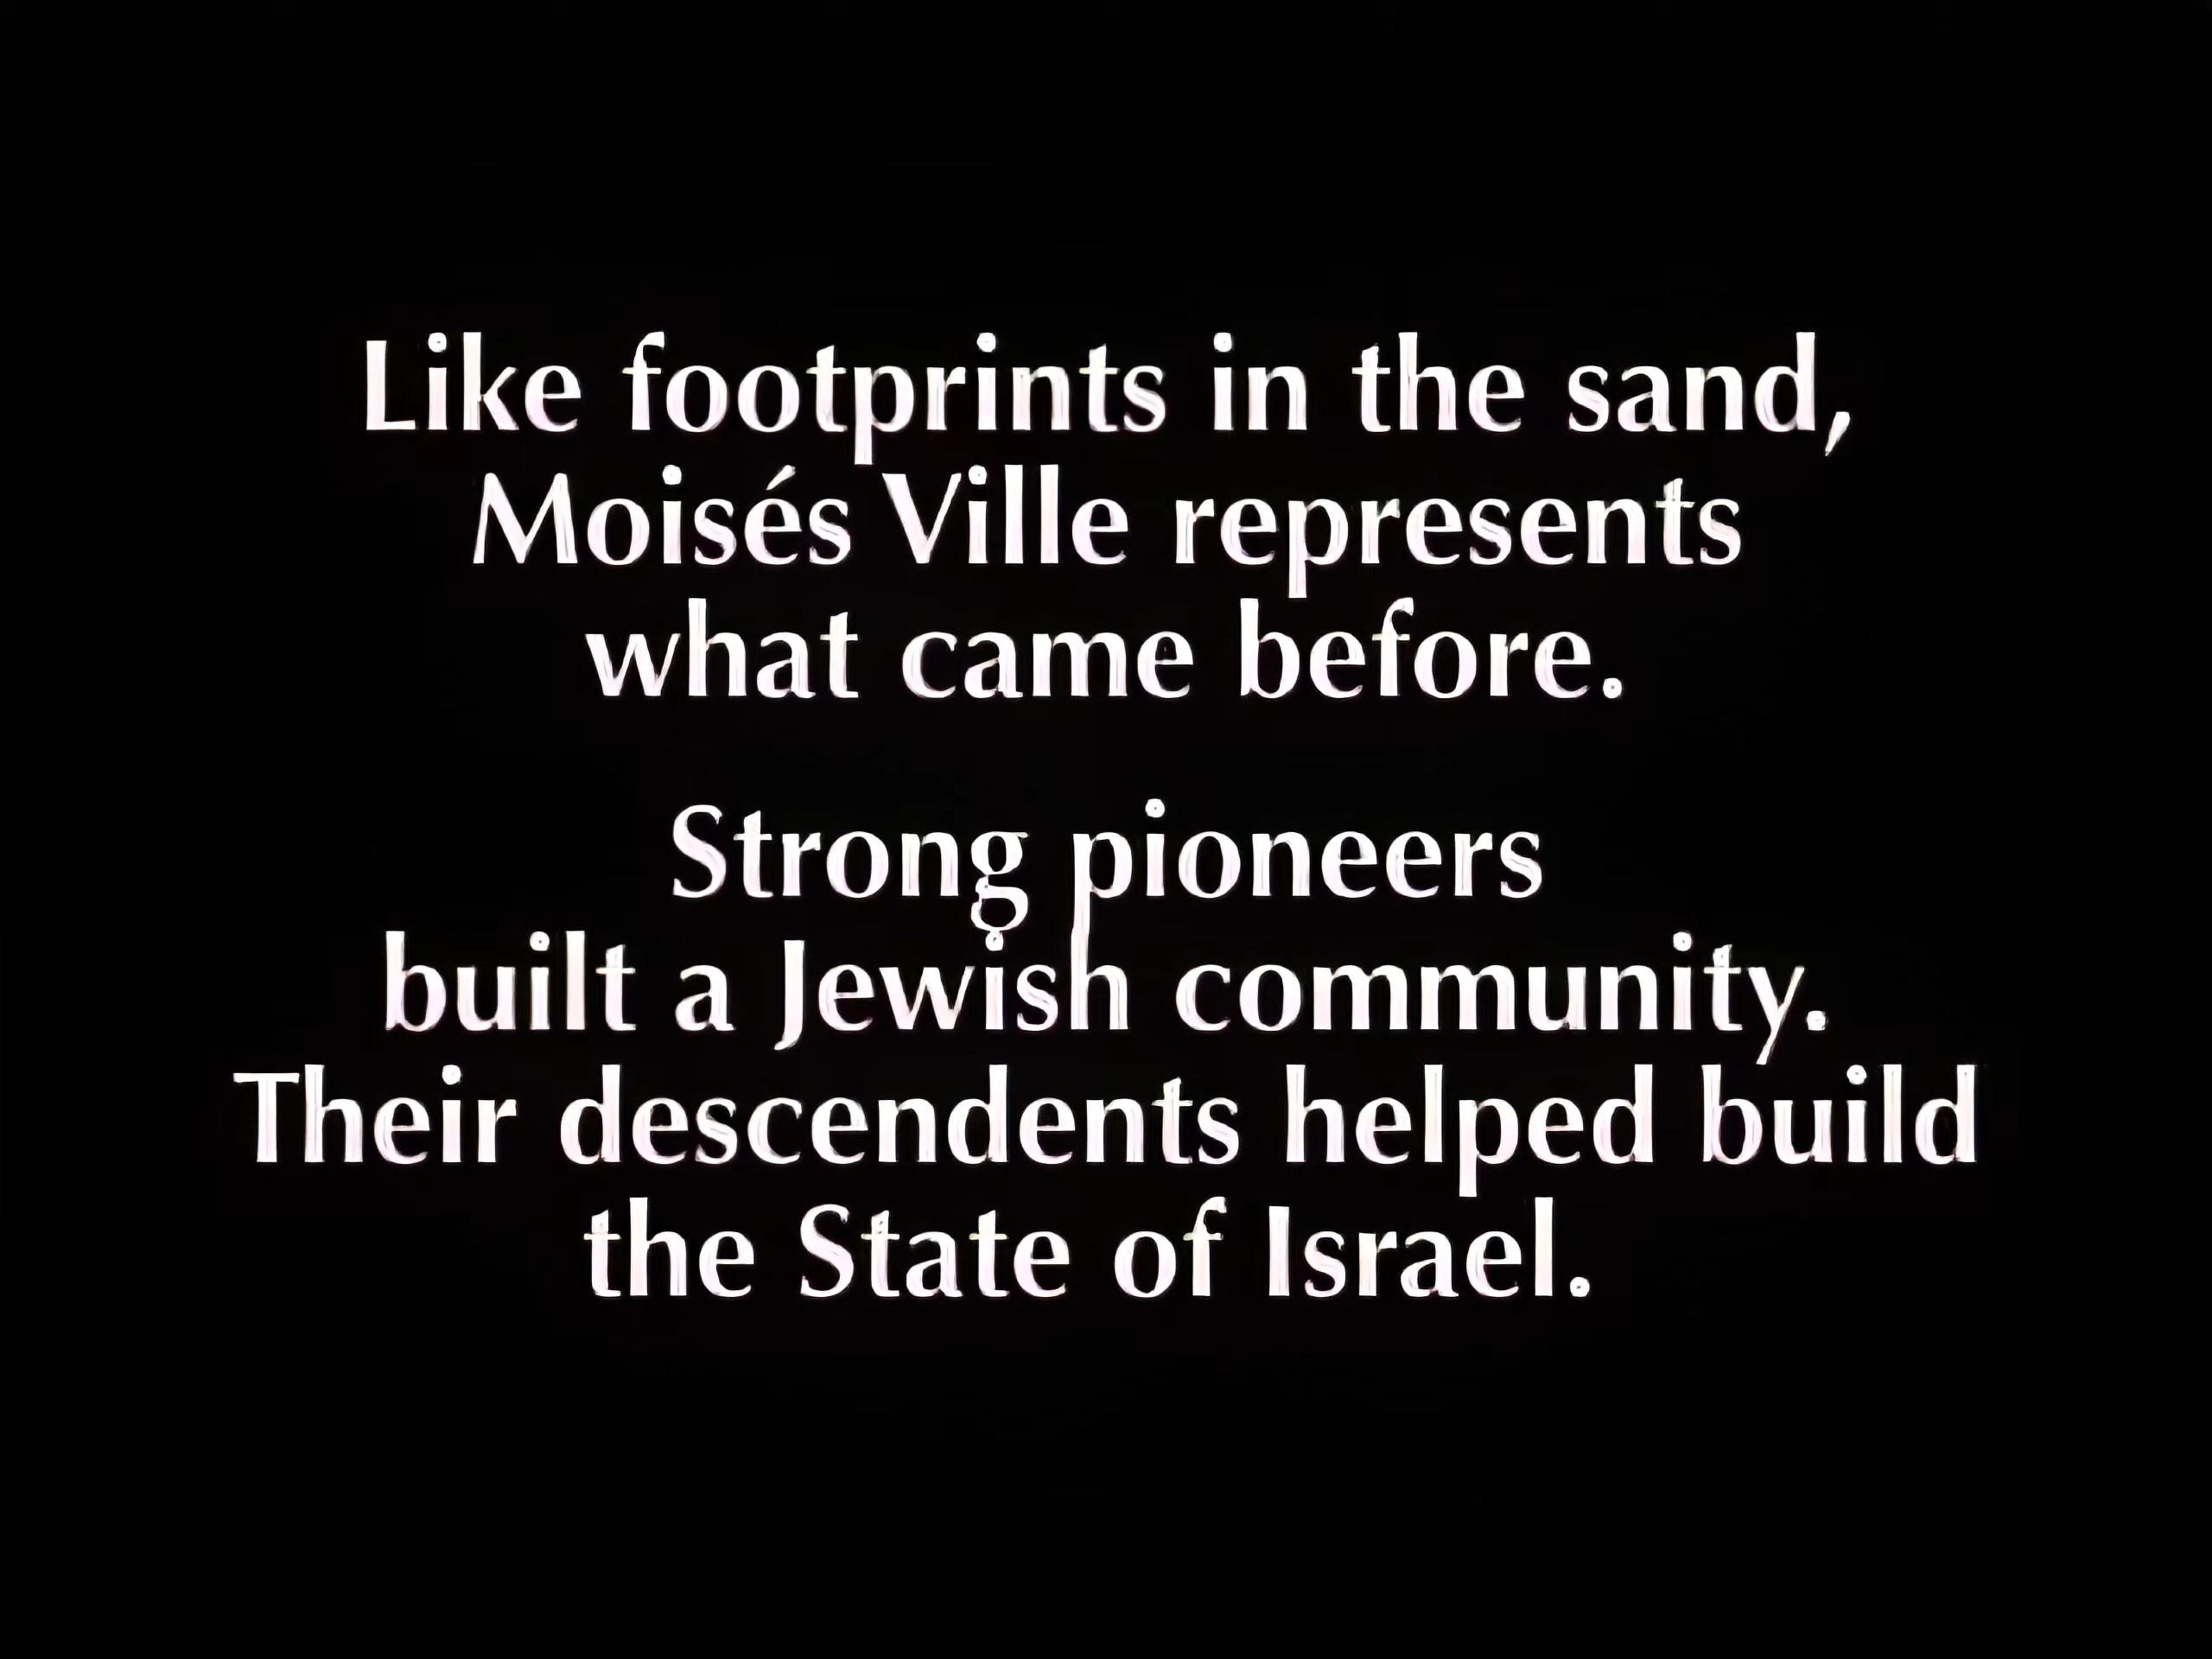 Like footprints in the sand,
Moisés Ville represents
what came before.
Strong pioneers
built a Jewish community.
Their descendents helped build
the State of Israel.